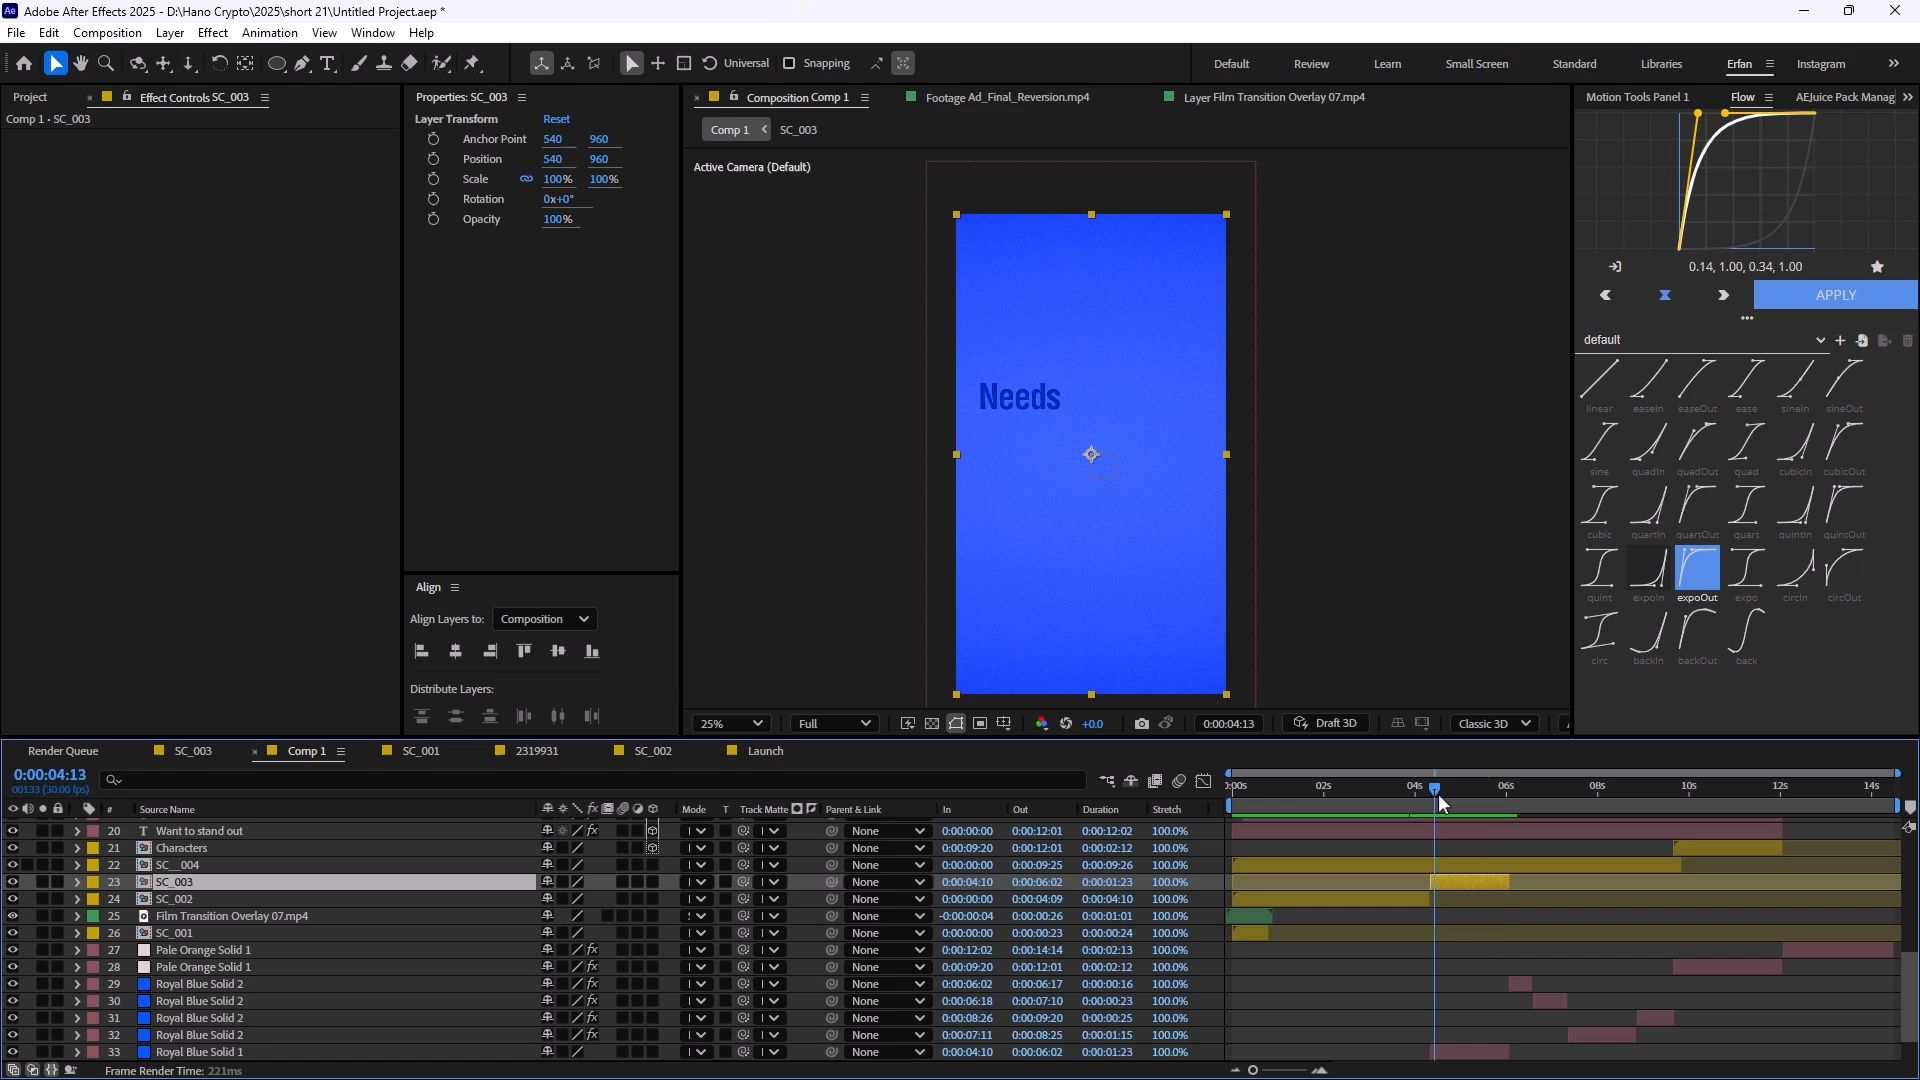 Adobe After Effects 2025 - D:\Hano Crypto\2025\short 21\Untitled Project.aep *
File Edit Composition Layer Effect Animation View Window Help
Universal Snapping Default Review Learn Small Screen Standard Libraries Erfan Instagram
Project Effect Controls SC_003
Comp 1 • SC_003
Properties: SC_003
Layer Transform Reset
Anchor Point 540 960
Position 540 960
Scale 100% 100%
Rotation 0x+0°
Opacity 100%
Align
Align Layers to: Composition
Distribute Layers:
Composition Comp 1 Footage Ad_Final_Reversion.mp4 Layer Film Transition Overlay 07.mp4
Comp 1 SC_003
Active Camera (Default)
Needs
25% Full +0.0 0:00:04:13 Draft 3D Classic 3D
Motion Tools Panel 1 Flow AEJuice Pack Manag
0.14, 1.00, 0.34, 1.00
APPLY
default
linear easeIn easeOut ease sineIn sineOut
sine quadIn quadOut quad cubicIn cubicOut
cubic quartIn quartOut quart quintIn quintOut
quint expoIn expoOut expo circIn circOut
circ backIn backOut back
Render Queue SC_003 Comp 1 SC_001 2319931 SC_002 Launch
0:00:04:13
00133 (30.00 fps)
# Source Name Mode T Track Matte Parent & Link In Out Duration Stretch
02s 04s 06s 08s 10s 12s 14s
20 T Want to stand out None 0:00:00:00 0:00:12:01 0:00:12:02 100.0%
21 Characters None 0:00:09:20 0:00:12:01 0:00:02:12 100.0%
22 SC__004 None 0:00:00:00 0:00:09:25 0:00:09:26 100.0%
23 SC_003 None 0:00:04:10 0:00:06:02 0:00:01:23 100.0%
24 SC_002 None 0:00:00:00 0:00:04:09 0:00:04:10 100.0%
25 Film Transition Overlay 07.mp4 None -0:00:00:04 0:00:00:26 0:00:01:01 100.0%
26 SC_001 None 0:00:00:00 0:00:00:23 0:00:00:24 100.0%
27 Pale Orange Solid 1 None 0:00:12:02 0:00:14:14 0:00:02:13 100.0%
28 Pale Orange Solid 1 None 0:00:09:20 0:00:12:01 0:00:02:12 100.0%
29 Royal Blue Solid 2 None 0:00:06:02 0:00:06:17 0:00:00:16 100.0%
30 Royal Blue Solid 2 None 0:00:06:18 0:00:07:10 0:00:00:23 100.0%
31 Royal Blue Solid 2 None 0:00:08:26 0:00:09:20 0:00:00:25 100.0%
32 Royal Blue Solid 2 None 0:00:07:11 0:00:08:25 0:00:01:15 100.0%
33 Royal Blue Solid 1 None 0:00:04:10 0:00:06:02 0:00:01:23 100.0%
Frame Render Time: 221ms